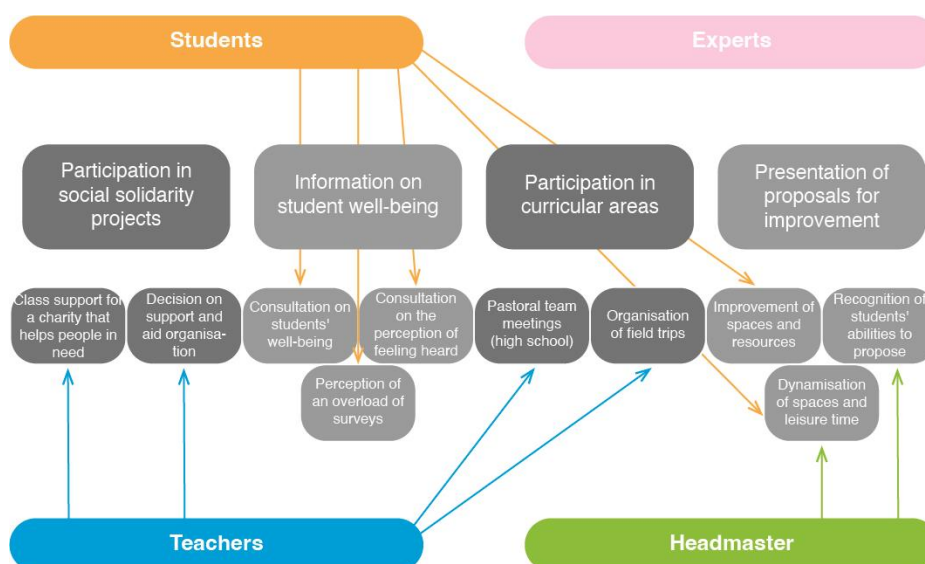 Students
Experts
Participation in
social solidarity
projects
Information on
student well-being
Participation in
curricular areas
Presentation of
proposals for
improvement
Class support for
a charity that
helps people in
need
Decision on
support and
aid organisa-
tion
Consultation on
students'
well-being
Consultation
on the
perception of
feeling heard
Pastoral team
meetings
(high school)
Organisation
of field trips
Improvement of
spaces and
resources
Recognition of
students'
abilities to
propose
Perception of
an overload of
surveys
Dynamisation
of spaces and
leisure time
Teachers
Headmaster